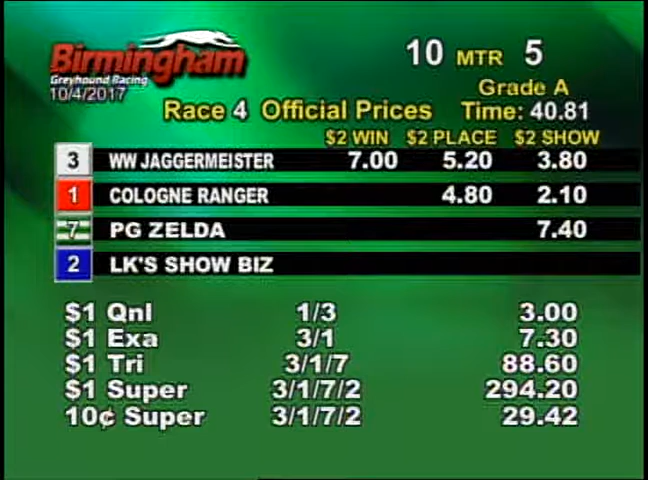 Birmingham
Greyhound Racing
10/4/2017
10 MTR 5
Grade A
Race 4 Official Prices Time: 40.81
$2 WIN $2 PLACE $2 SHOW
3 WW JAGGERMEISTER 7.00 5.20 3.80
1 COLOGNE RANGER 4.80 2.10
7 PG ZELDA 7.40
2 LK'S SHOW BIZ
$1 Qnl 1/3 3.00
$1 Exa 3/1 7.30
$1 Tri 3/1/7 88.60
$1 Super 3/1/7/2 294.20
10¢ Super 3/1/7/2 29.42